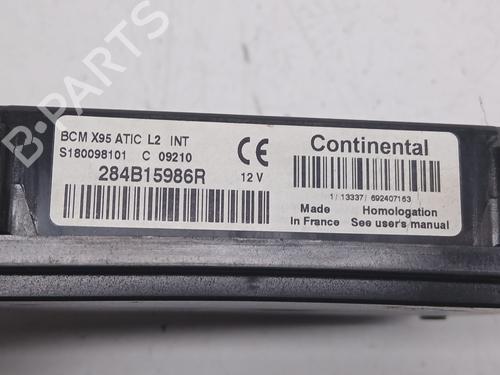 BCM X95 ATIC L2 INT
S180098101 C 09210
284B15986R
12 V
CE
Continental
1/ 13337/ 692407163
Made in France
Homologation
See user's manual
B-PARTS